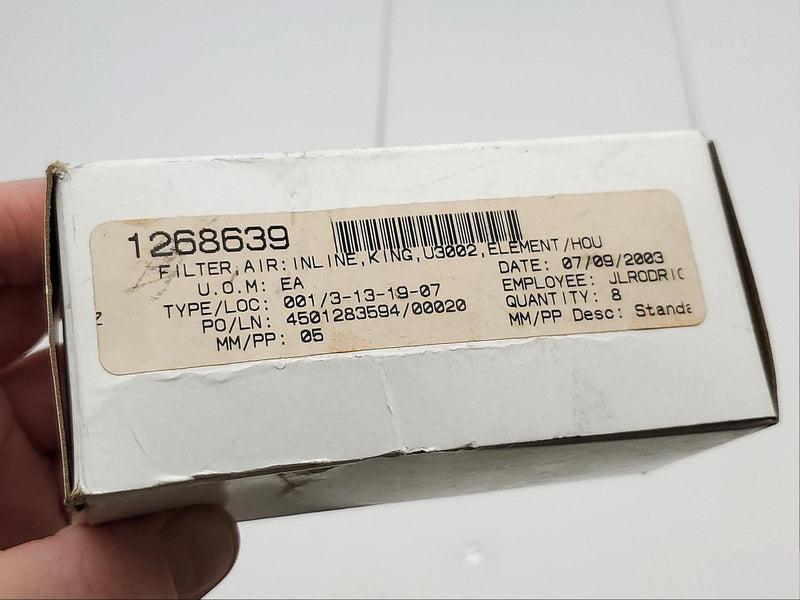 1268639
FILTER,AIR:INLINE,KING,U3002,ELEMENT/HOU
U.O.M: EA DATE: 07/09/2003
TYPE/LOC: 001/3-13-19-07 EMPLOYEE: JLRODRIG
PO/LN: 4501283594/00020 QUANTITY: 8
Z
MM/PP: 05 MM/PP Desc: Standa